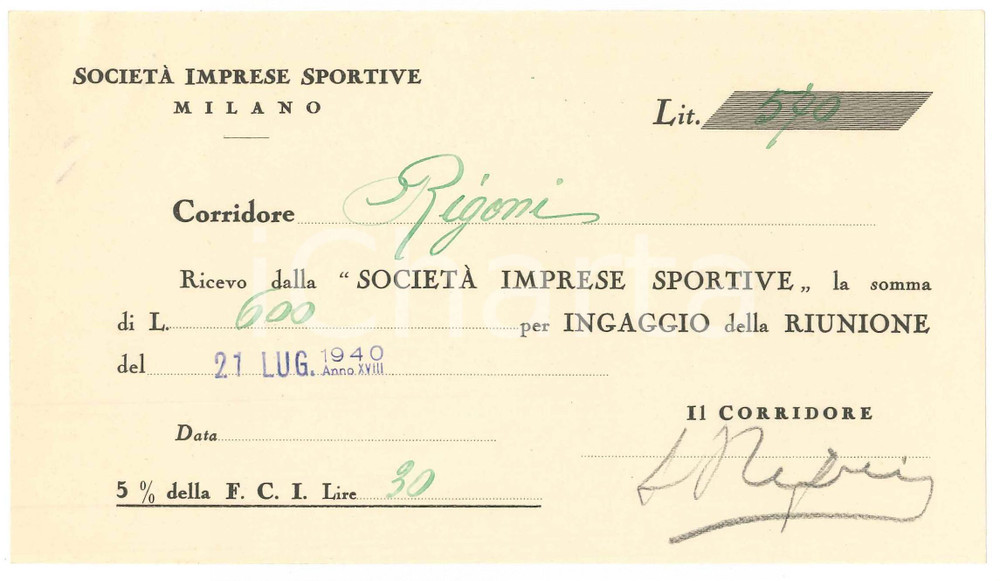 SOCIETÀ IMPRESE SPORTIVE
MILANO
Lit. 570
Corridore Rigoni
Ricevo dalla “ SOCIETÀ IMPRESE SPORTIVE „ la somma
di L. 600 per INGAGGIO della RIUNIONE
del 21 LUG. 1940 Anno XVIII
Il CORRIDORE
Data
5 % della F. C. I. Lire 30
iCharta